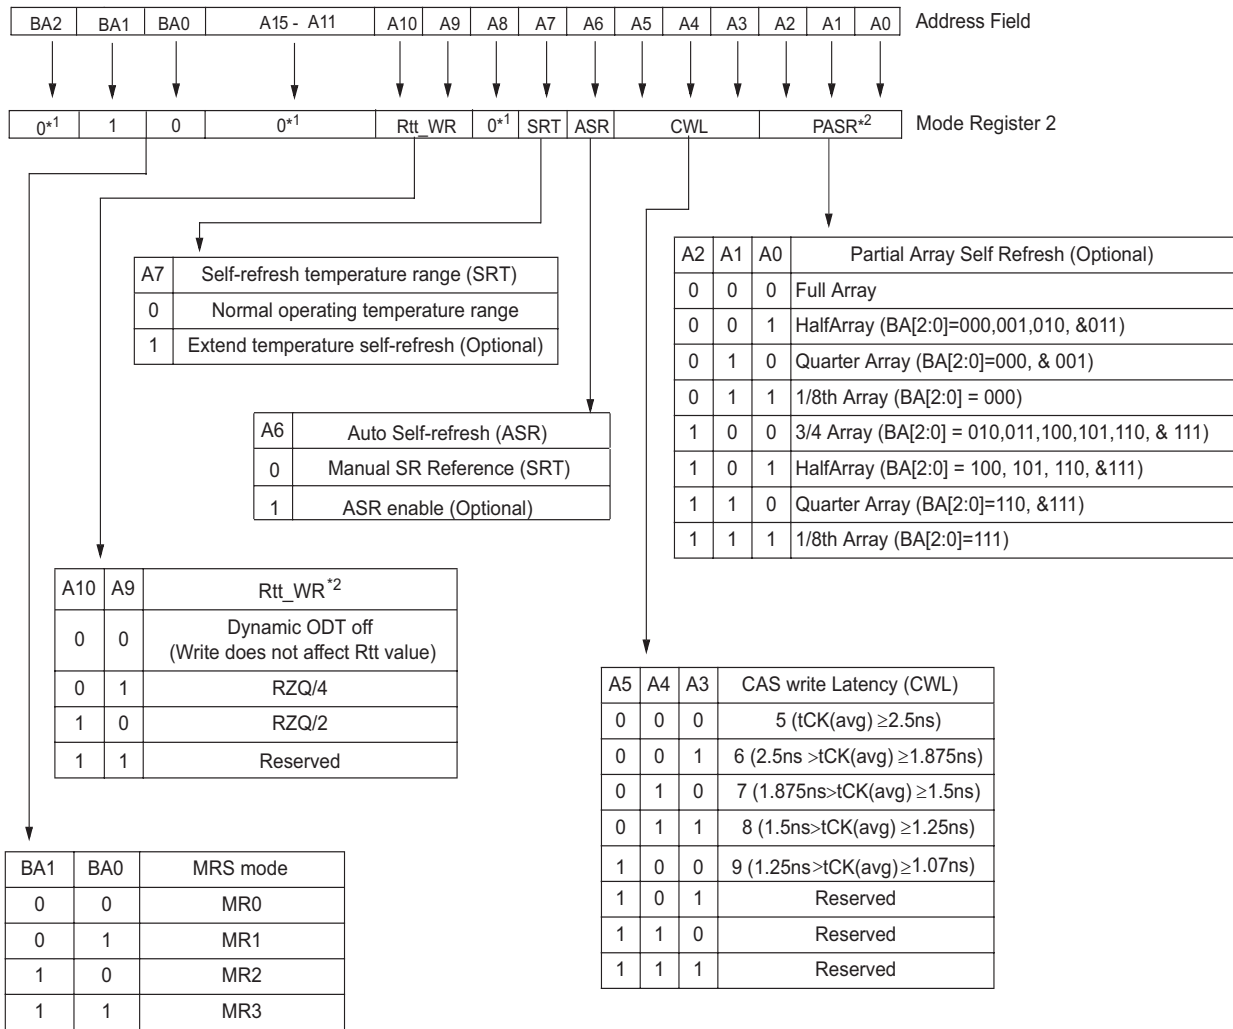 BA2 BA1 BA0 A15 - A11 A10 A9 A8 A7 A6 A5 A4 A3 A2 A1 A0 Address Field
0*1 1 0 0*1 Rtt_WR 0*1 SRT ASR CWL PASR*2 Mode Register 2
A7 Self-refresh temperature range (SRT)
0 Normal operating temperature range
1 Extend temperature self-refresh (Optional)
A2 A1 A0 Partial Array Self Refresh (Optional)
0 0 0 Full Array
0 0 1 HalfArray (BA[2:0]=000,001,010, &011)
0 1 0 Quarter Array (BA[2:0]=000, & 001)
0 1 1 1/8th Array (BA[2:0] = 000)
1 0 0 3/4 Array (BA[2:0] = 010,011,100,101,110, & 111)
1 0 1 HalfArray (BA[2:0] = 100, 101, 110, &111)
1 1 0 Quarter Array (BA[2:0]=110, &111)
1 1 1 1/8th Array (BA[2:0]=111)
A6 Auto Self-refresh (ASR)
0 Manual SR Reference (SRT)
1 ASR enable (Optional)
A10 A9 Rtt_WR*2
0 0 Dynamic ODT off
(Write does not affect Rtt value)
0 1 RZQ/4
1 0 RZQ/2
1 1 Reserved
A5 A4 A3 CAS write Latency (CWL)
0 0 0 5 (tCK(avg) ≥2.5ns)
0 0 1 6 (2.5ns >tCK(avg) ≥1.875ns)
0 1 0 7 (1.875ns>tCK(avg) ≥1.5ns)
0 1 1 8 (1.5ns>tCK(avg) ≥1.25ns)
1 0 0 9 (1.25ns>tCK(avg) ≥1.07ns)
1 0 1 Reserved
1 1 0 Reserved
1 1 1 Reserved
BA1 BA0 MRS mode
0 0 MR0
0 1 MR1
1 0 MR2
1 1 MR3